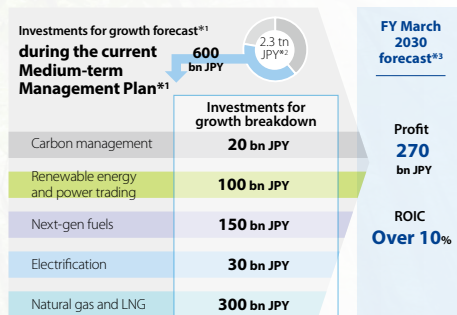 Investments for growth forecast*1
during the current
Medium-term
Management Plan*1
600
bn JPY
2.3 tn
JPY*2
FY March
2030
forecast*3
Investments for
growth breakdown
Carbon management
20 bn JPY
Renewable energy
and power trading
100 bn JPY
Next-gen fuels
150 bn JPY
Electrification
30 bn JPY
Natural gas and LNG
300 bn JPY
Profit
270
bn JPY
ROIC
Over 10%